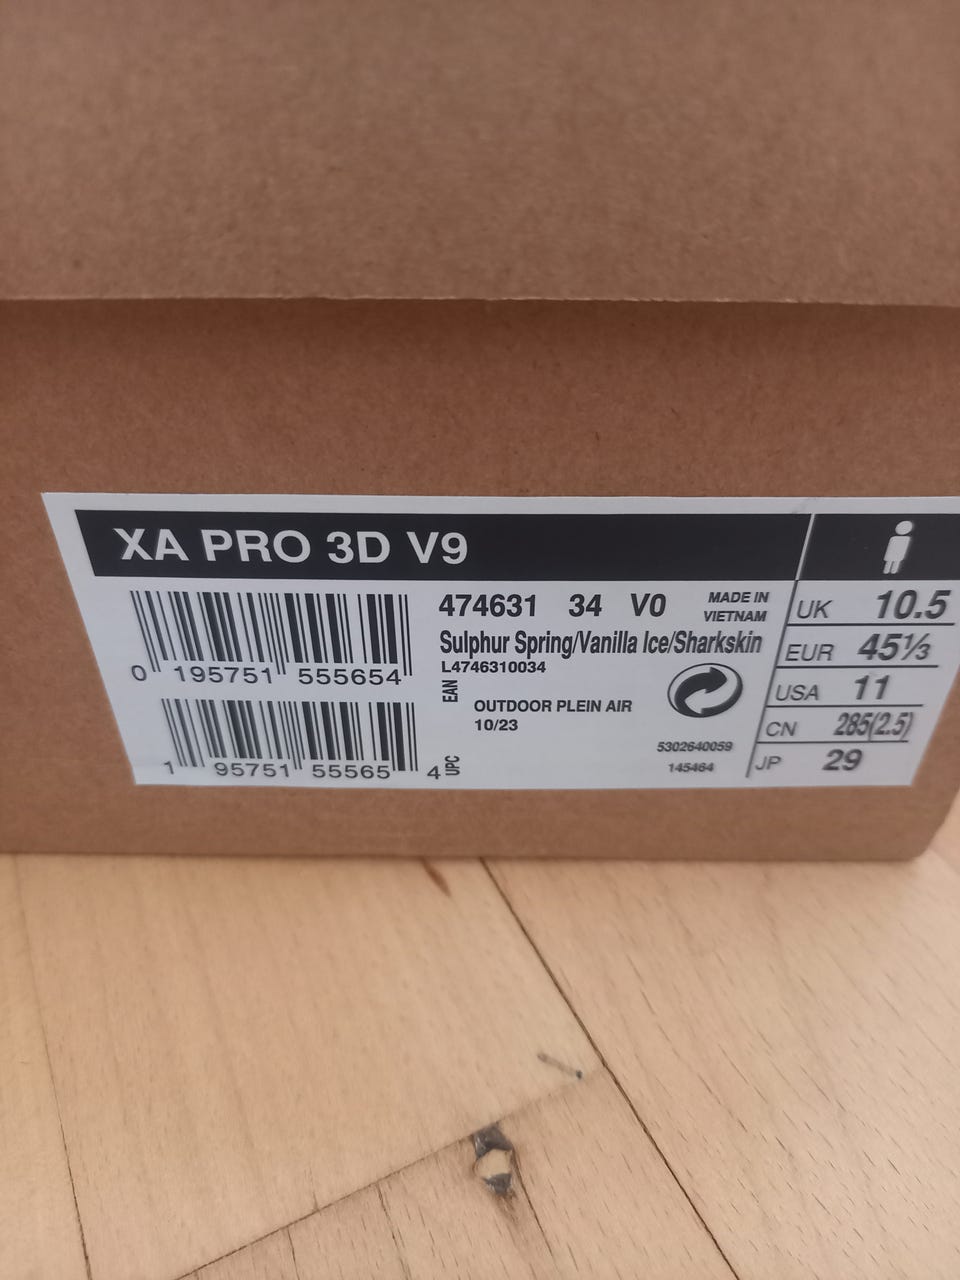 XA PRO 3D V9
0 195751 555654
EAN
1 95751 55565 4
UPC
474631 34 V0
MADE IN
VIETNAM
Sulphur Spring/Vanilla Ice/Sharkskin
L4746310034
OUTDOOR PLEIN AIR
10/23
5302640059
145464
UK 10.5
EUR 45⅓
USA 11
CN 285(2.5)
JP 29